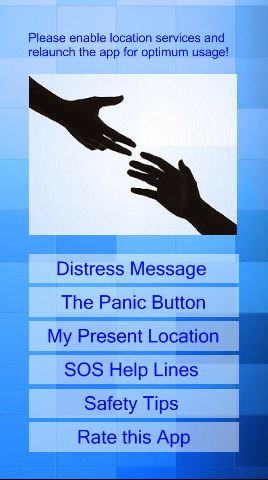 Please enable location services and
relaunch the app for optimum usage!
Distress Message
The Panic Button
My Present Location
SOS Help Lines
Safety Tips
Rate this App